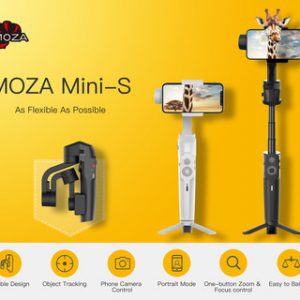 MOZA
MOZA Mini-S
As Flexible As Possible
Object Tracking
Phone Camera
Control
Portrait Mode
One-button Zoom &
Focus control
Design
Easy to